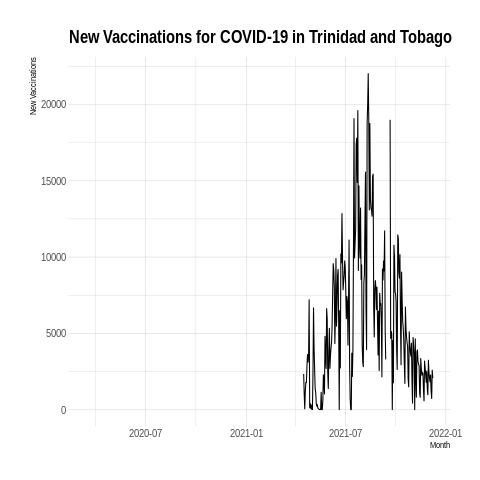 New Vaccinations for COVID-19 in Trinidad and Tobago
New Vaccinations
20000
15000
10000
5000
0
2020-07 2021-01 2021-07 2022-01
Month